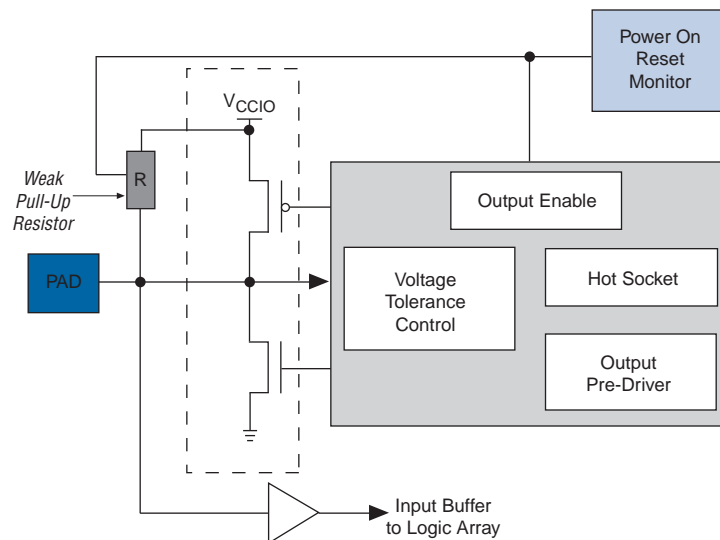 Power On
Reset
Monitor
VCCIO
R
Weak
Pull-Up
Resistor
Output Enable
PAD
Voltage
Tolerance
Control
Hot Socket
Output
Pre-Driver
Input Buffer
to Logic Array